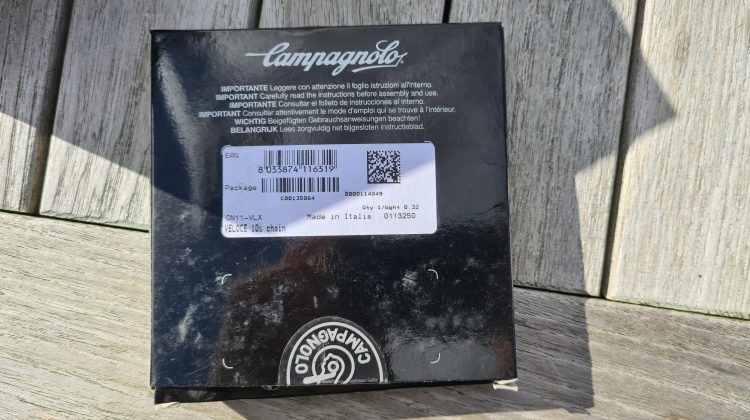 Campagnolo
IMPORTANTE Leggere con attenzione il foglio istruzioni all'interno.
IMPORTANT Carefully read the instructions before assembly and use.
IMPORTANTE Consultar el folleto de instrucciones al interno.
IMPORTANT Consulter attentivement le mode d'emploi qui se trouve à l'intérieur.
WICHTIG Beigefügten Gebrauchsanweisungen beachten!
BELANGRIJK Lees zorgvuldig net bijgesloten instructieblad.
EAN
8 033874 116319
Package
C00135064
0000114049
Qty 1/Wght 0.32
CN11-VLX Made in Italia 0113250
VELOCE 10s chain
CAMPAGNOLO